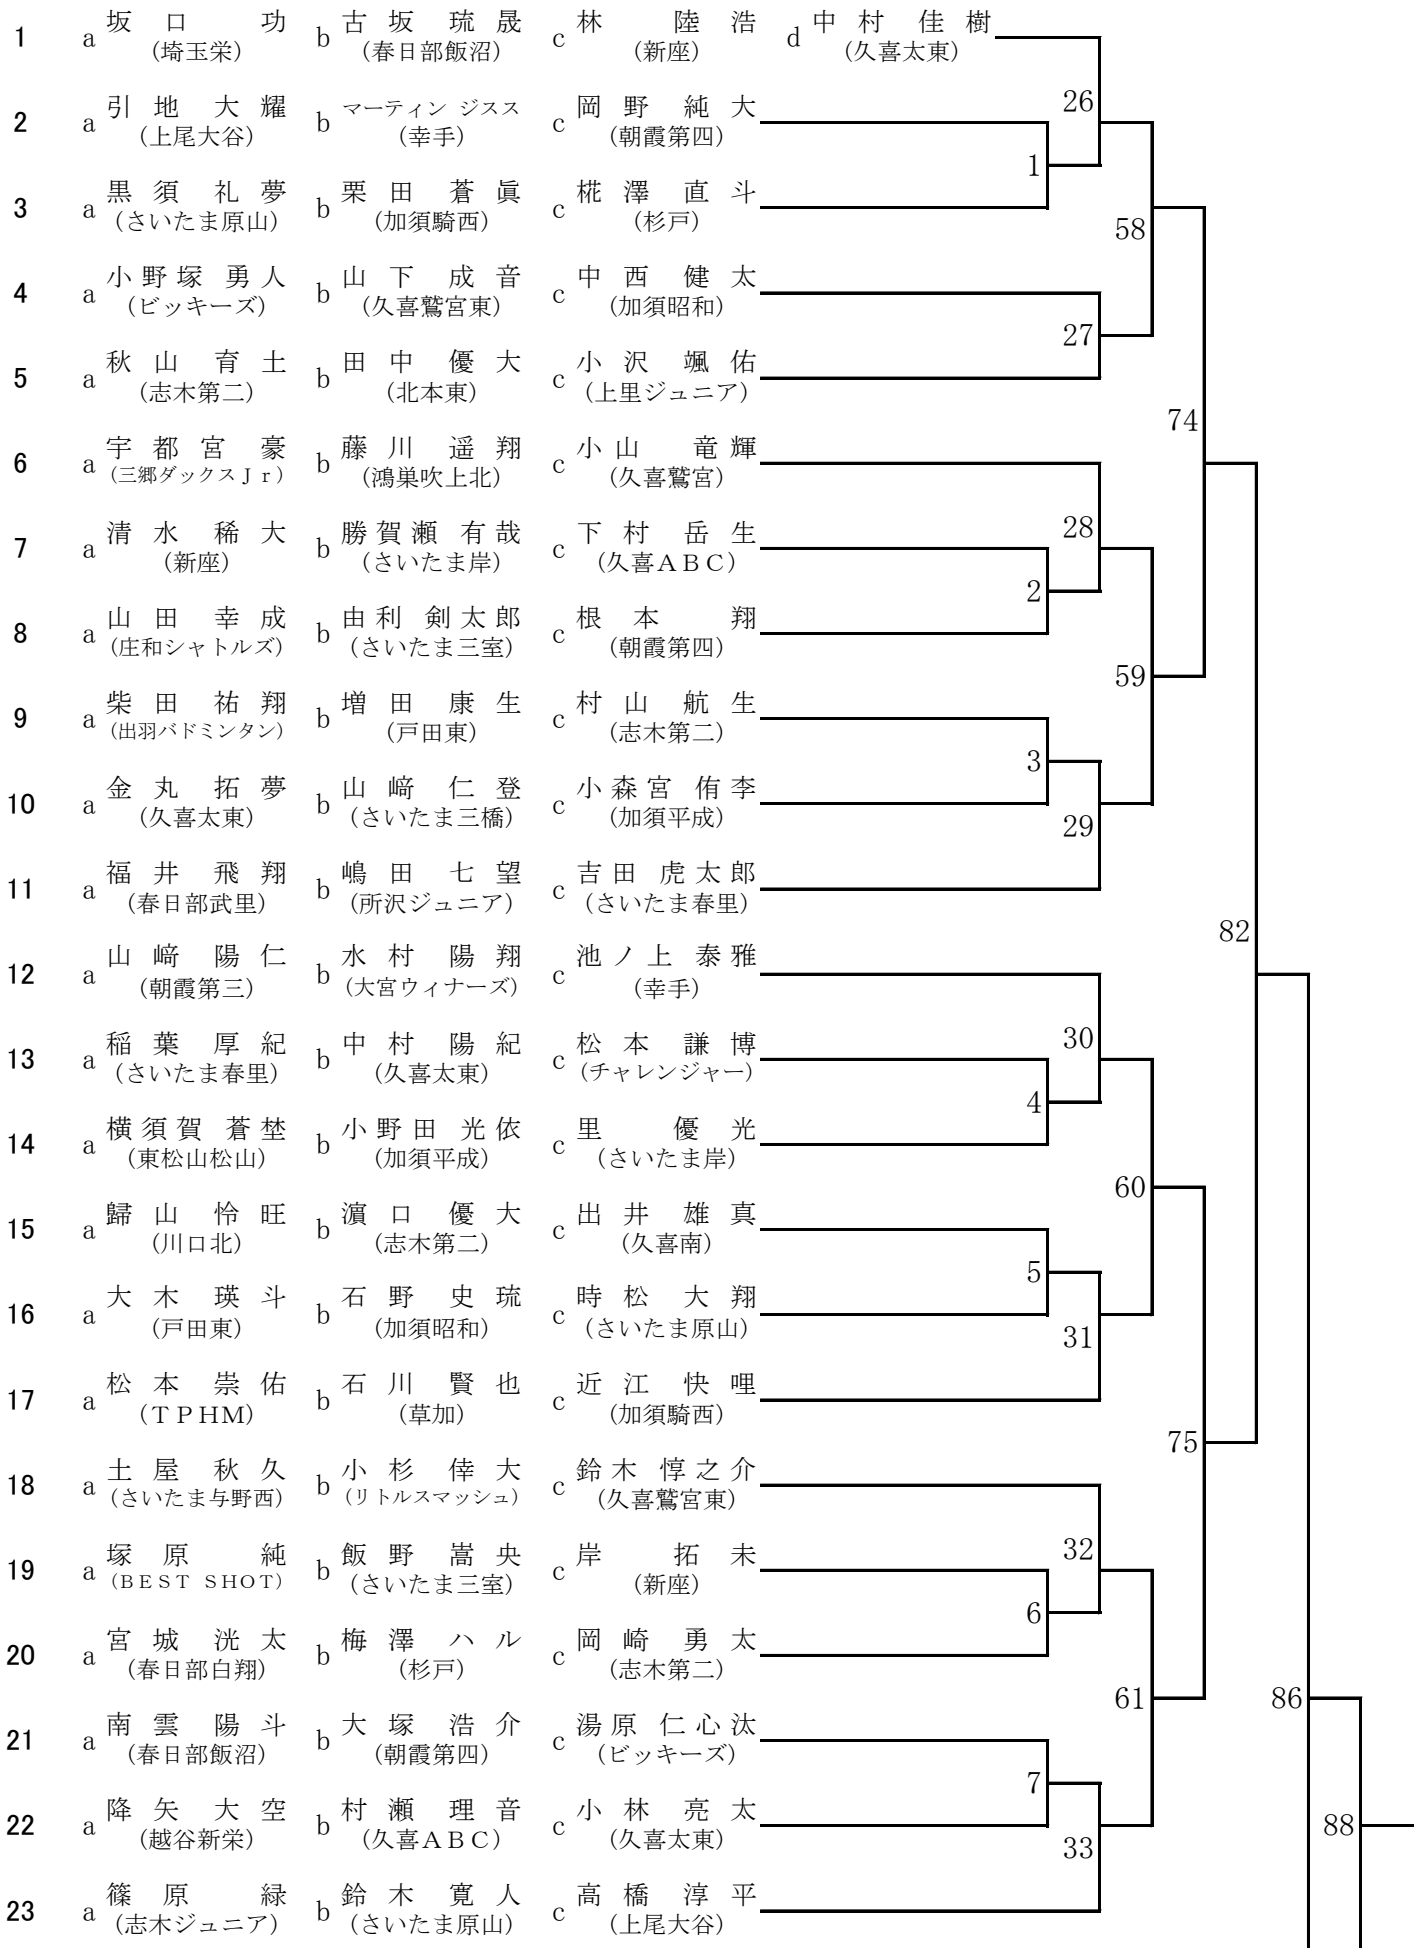 1 a 坂口 功 b 古坂 琉晟 c 林 陸浩 d 中村 佳樹
(埼玉栄) (春日部飯沼) (新座) (久喜太東)
26
2 a 引地 大耀 b マーティン ジスス c 岡野 純大
(上尾大谷) (幸手) (朝霞第四)
1
3 a 黒須 礼夢 b 栗田 蒼眞 c 椛澤 直斗
(さいたま原山) (加須騎西) (杉戸)
58
4 a 小野塚 勇人 b 山下 成音 c 中西 健太
(ビッキーズ) (久喜鷲宮東) (加須昭和)
27
5 a 秋山 育土 b 田中 優大 c 小沢 颯佑
(志木第二) (北本東) (上里ジュニア)
74
6 a 宇都宮 豪 b 藤川 遥翔 c 小山 竜輝
(三郷ダックスJr) (鴻巣吹上北) (久喜鷲宮)
28
7 a 清水 稀大 b 勝賀瀬 有哉 c 下村 岳生
(新座) (さいたま岸) (久喜ABC)
2
8 a 山田 幸成 b 由利 剣太郎 c 根本 翔
(庄和シャトルズ) (さいたま三室) (朝霞第四)
59
9 a 柴田 祐翔 b 増田 康生 c 村山 航生
(出羽バドミンタン) (戸田東) (志木第二)
3
10 a 金丸 拓夢 b 山﨑 仁登 c 小森宮 侑李
(久喜太東) (さいたま三橋) (加須平成)
29
11 a 福井 飛翔 b 嶋田 七望 c 吉田 虎太郎
(春日部武里) (所沢ジュニア) (さいたま春里)
82
12 a 山﨑 陽仁 b 水村 陽翔 c 池ノ上 泰雅
(朝霞第三) (大宮ウィナーズ) (幸手)
30
13 a 稲葉 厚紀 b 中村 陽紀 c 松本 謙博
(さいたま春里) (久喜太東) (チャレンジャー)
4
14 a 横須賀 蒼埜 b 小野田 光依 c 里 優光
(東松山松山) (加須平成) (さいたま岸)
60
15 a 歸山 怜旺 b 濵口 優大 c 出井 雄真
(川口北) (志木第二) (久喜南)
5
16 a 大木 瑛斗 b 石野 史琉 c 時松 大翔
(戸田東) (加須昭和) (さいたま原山)
31
17 a 松本 崇佑 b 石川 賢也 c 近江 快哩
(TPHM) (草加) (加須騎西)
75
18 a 土屋 秋久 b 小杉 倖大 c 鈴木 惇之介
(さいたま与野西) (リトルスマッシュ) (久喜鷲宮東)
32
19 a 塚原 純 b 飯野 嵩央 c 岸 拓未
(BEST SHOT) (さいたま三室) (新座)
6
20 a 宮城 洸太 b 梅澤 ハル c 岡崎 勇太
(春日部白翔) (杉戸) (志木第二)
61 86
21 a 南雲 陽斗 b 大塚 浩介 c 湯原 仁心汰
(春日部飯沼) (朝霞第四) (ビッキーズ)
7
22 a 降矢 大空 b 村瀬 理音 c 小林 亮太
(越谷新栄) (久喜ABC) (久喜太東)
88
33
23 a 篠原 緑 b 鈴木 寛人 c 高橋 淳平
(志木ジュニア) (さいたま原山) (上尾大谷)